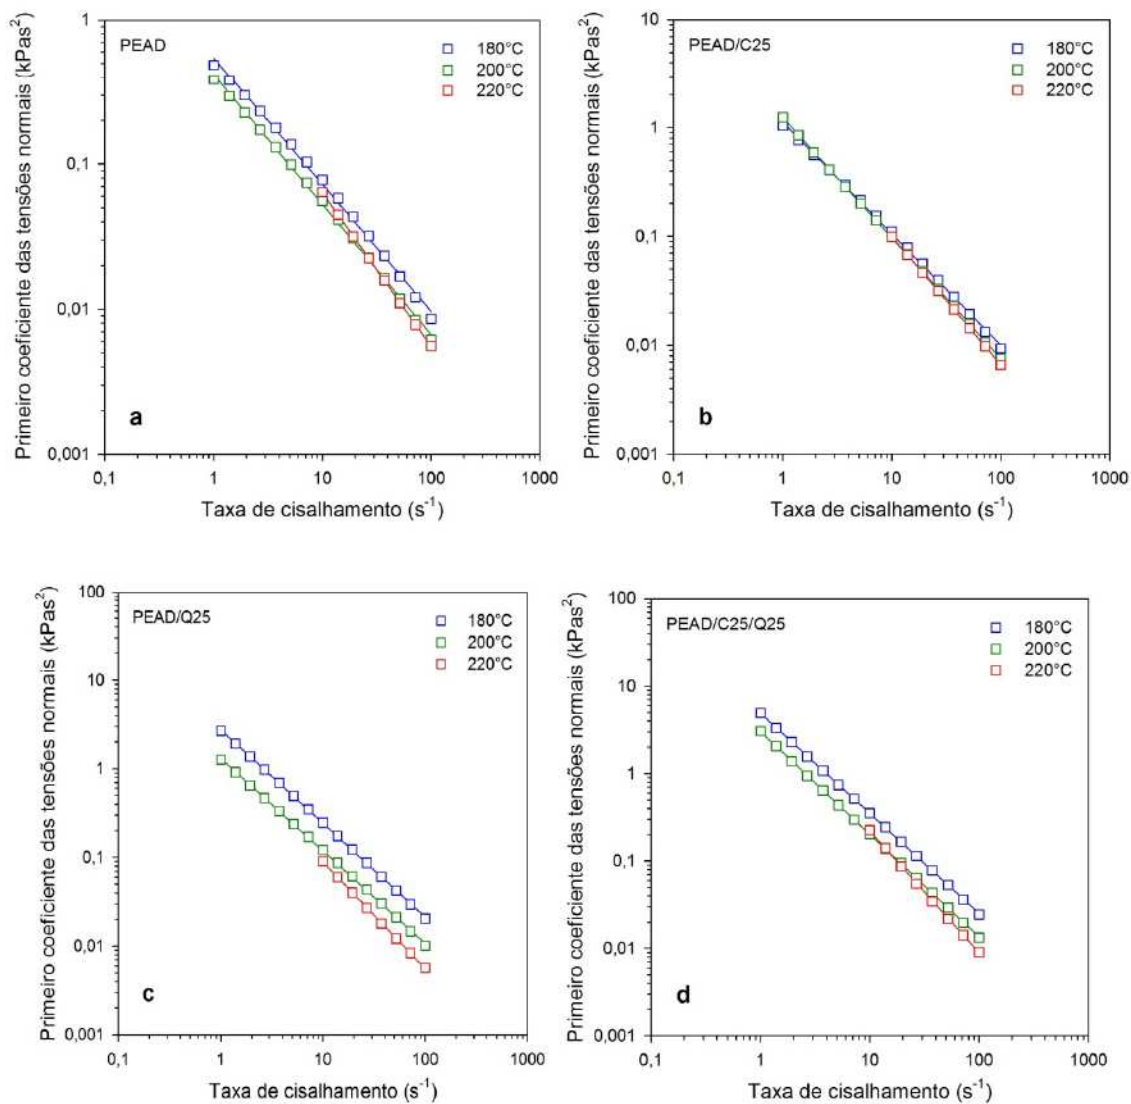 Primeiro coeficiente das tensões normais (kPas²)
1
0,1
0,01
0,001
PEAD
180°C
200°C
220°C
a
0,1 1 10 100 1000
Taxa de cisalhamento (s⁻¹)
Primeiro coeficiente das tensões normais (kPas²)
10
1
0,1
0,01
0,001
PEAD/C25
180°C
200°C
220°C
b
0,1 1 10 100 1000
Taxa de cisalhamento (s⁻¹)
Primeiro coeficiente das tensões normais (kPas²)
100
10
1
0,1
0,01
0,001
PEAD/Q25
180°C
200°C
220°C
c
0,1 1 10 100 1000
Taxa de cisalhamento (s⁻¹)
Primeiro coeficiente das tensões normais (kPas²)
100
10
1
0,1
0,01
0,001
PEAD/C25/Q25
180°C
200°C
220°C
d
0,1 1 10 100 1000
Taxa de cisalhamento (s⁻¹)